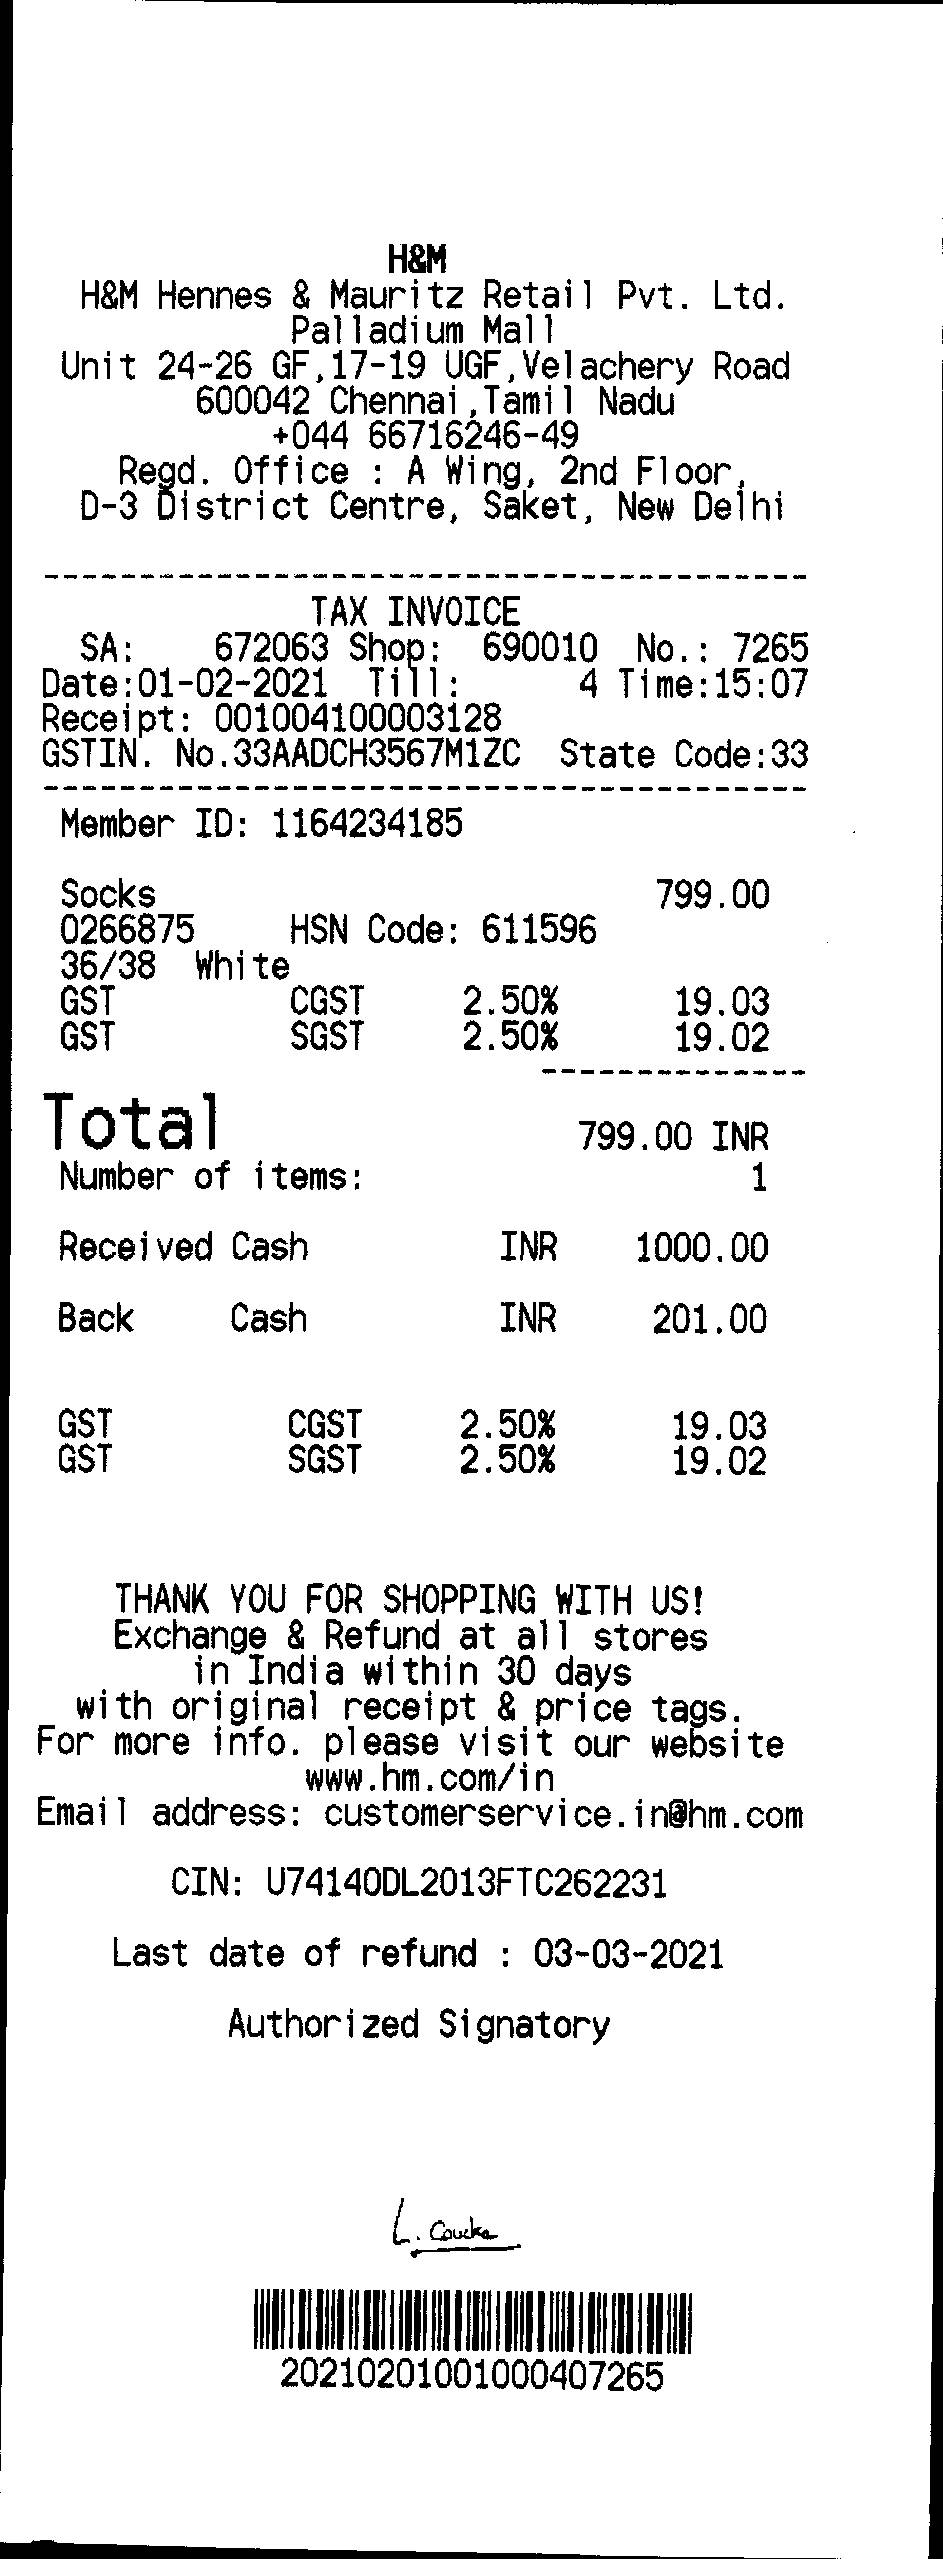 H&M
H&M Hennes & Mauritz Retail Pvt. Ltd.
Palladium Mall
Unit 24-26 GF,17-19 UGF,Velachery Road
600042 Chennai,Tamil Nadu
+044 66716246-49
Regd. Office : A Wing, 2nd Floor,
D-3 District Centre, Saket, New Delhi
----------------------------------------
TAX INVOICE
SA: 672063 Shop: 690010 No.: 7265
Date:01-02-2021 Till: 4 Time:15:07
Receipt: 001004100003128
GSTIN. No.33AADCH3567M1ZC State Code:33
----------------------------------------
Member ID: 1164234185
Socks 799.00
0266875 HSN Code: 611596
36/38 White
GST CGST 2.50% 19.03
GST SGST 2.50% 19.02
--------------
Total 799.00 INR
Number of items: 1
Received Cash INR 1000.00
Back Cash INR 201.00
GST CGST 2.50% 19.03
GST SGST 2.50% 19.02
THANK YOU FOR SHOPPING WITH US!
Exchange & Refund at all stores
in India within 30 days
with original receipt & price tags.
For more info. please visit our website
www.hm.com/in
Email address: customerservice.in@hm.com
CIN: U74140DL2013FTC262231
Last date of refund : 03-03-2021
Authorized Signatory
L.
20210201001000407265